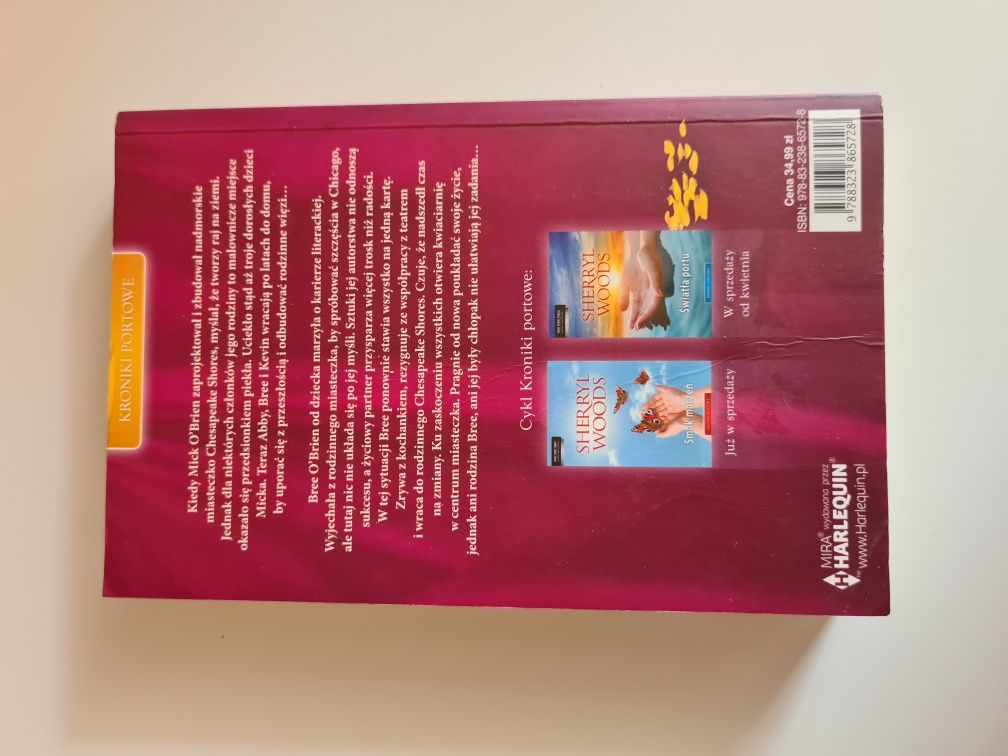 KRONIKI PORTOWE
Kiedy Mick O'Brien zaprojektował i zbudował nadmorskie
miasteczko Chesapeake Shores, myślał, że tworzy raj na ziemi.
Jednak dla niektórych członków jego rodziny to malownicze miejsce
okazało się przedsionkiem piekła. Uciekło stąd aż troje dorosłych dzieci
Micka. Teraz Abby, Bree i Kevin wracają po latach do domu,
by uporać się z przeszłością i odbudować rodzinne więzi...
Bree O'Brien od dziecka marzyła o karierze literackiej.
Wyjechała z rodzinnego miasteczka, by spróbować szczęścia w Chicago,
ale tutaj nic nie układa się po jej myśli. Sztuki jej autorstwa nie odnoszą
sukcesu, a życiowy partner przysparza więcej trosk niż radości.
W tej sytuacji Bree ponownie stawia wszystko na jedną kartę.
Zrywa z kochankiem, rezygnuje ze współpracy z teatrem
i wraca do rodzinnego Chesapeake Shores. Czuje, że nadszedł czas
na zmiany. Ku zaskoczeniu wszystkich otwiera kwiaciarnię
w centrum miasteczka. Pragnie od nowa poukładać swoje życie,
jednak ani rodzina Bree, ani jej były chłopak nie ułatwiają jej zadania...
Cykl Kroniki portowe:
SHERRYL
WOODS
Smak marzeń
Już w sprzedaży
SHERRYL
WOODS
Światła portu
W sprzedaży
od kwietnia
MIRA® wydawana przez
HARLEQUIN®
www.Harlequin.pl
Cena 34,99 zł
ISBN: 978-83-238-6572-8
9 788323 865728